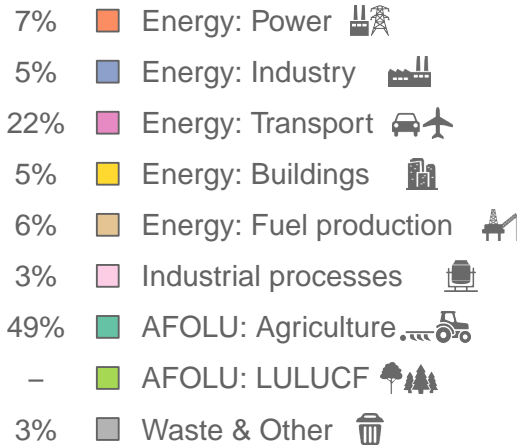 7% Energy: Power
5% Energy: Industry
22% Energy: Transport
5% Energy: Buildings
6% Energy: Fuel production
3% Industrial processes
49% AFOLU: Agriculture
– AFOLU: LULUCF
3% Waste & Other